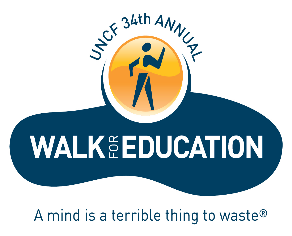 UNCF 34th ANNUAL
WALK FOR EDUCATION
A mind is a terrible thing to waste®